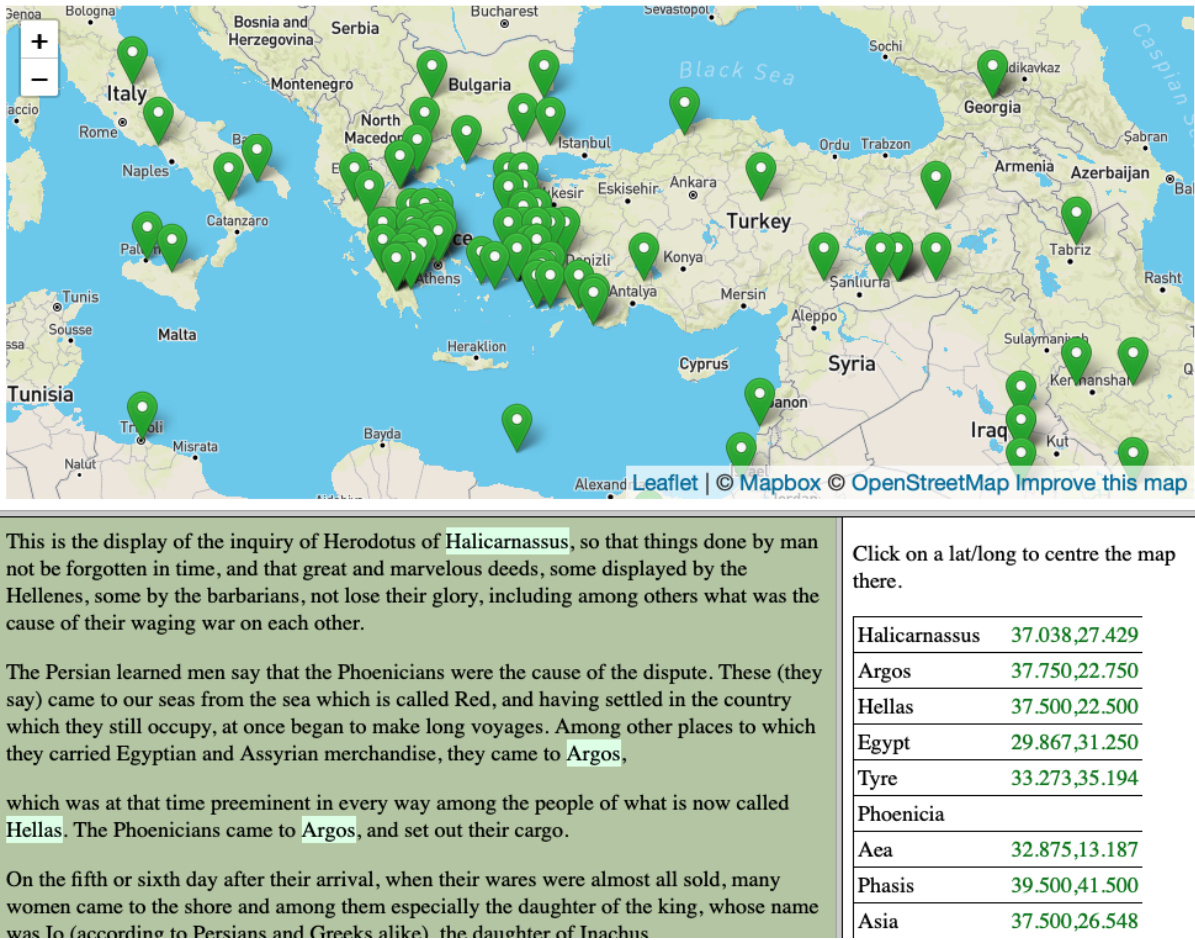 Genoa
Bologna
Bosnia and
Herzegovina
Serbia
Bucharest
Sevastopol
Black Sea
Sochi
Caspian
+
−
Italy
Montenegro
Bulgaria
Georgia
Rome
North
Istanbul
Ordu
Trabzon
Şabran
Naples
Eskisehir
Ankara
Armenia
Azerbaijan
Catanzaro
Turkey
Konya
Tabriz
Athens
Antalya
Mersin
Şanlıurfa
Rasht
Tunis
Sousse
Malta
Aleppo
Heraklion
Cyprus
Syria
Tunisia
Misrata
Bayda
Iraq
Kut
Nalut
Leaflet | © Mapbox © OpenStreetMap Improve this map
This is the display of the inquiry of Herodotus of Halicarnassus, so that things done by man
not be forgotten in time, and that great and marvelous deeds, some displayed by the
Hellenes, some by the barbarians, not lose their glory, including among others what was the
cause of their waging war on each other.
The Persian learned men say that the Phoenicians were the cause of the dispute. These (they
say) came to our seas from the sea which is called Red, and having settled in the country
which they still occupy, at once began to make long voyages. Among other places to which
they carried Egyptian and Assyrian merchandise, they came to Argos,
which was at that time preeminent in every way among the people of what is now called
Hellas. The Phoenicians came to Argos, and set out their cargo.
On the fifth or sixth day after their arrival, when their wares were almost all sold, many
women came to the shore and among them especially the daughter of the king, whose name
was Io (according to Persians and Greeks alike), the daughter of Inachus
Click on a lat/long to centre the map
there.
Halicarnassus 37.038,27.429
Argos 37.750,22.750
Hellas 37.500,22.500
Egypt 29.867,31.250
Tyre 33.273,35.194
Phoenicia
Aea 32.875,13.187
Phasis 39.500,41.500
Asia 37.500,26.548